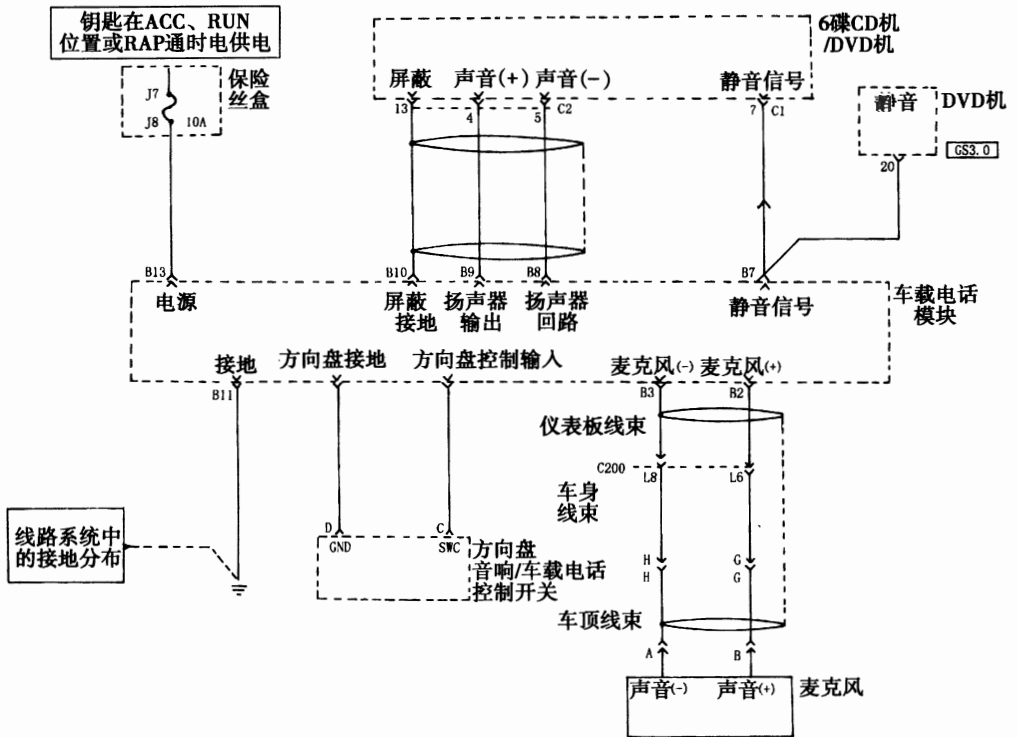 钥匙在ACC、RUN
位置或RAP通时电供电
保险
丝盒
J7
J8
10A
6碟CD机
/DVD机
屏蔽
声音(+)
声音(-)
静音信号
13
4
5
C2
7
C1
静音
DVD机
GS3.0
20
B13
B10
B9
B8
B7
电源
屏蔽
接地
扬声器
输出
扬声器
回路
静音信号
车载电话
模块
接地
方向盘接地
方向盘控制输入
麦克风(-)
麦克风(+)
B11
B3
B2
仪表板线束
C200
L8
L6
车身
线束
线路系统中
的接地分布
D
C
GND
SWC
方向盘
音响/车载电话
控制开关
H
G
H
G
车顶线束
A
B
声音(-)
声音(+)
麦克风